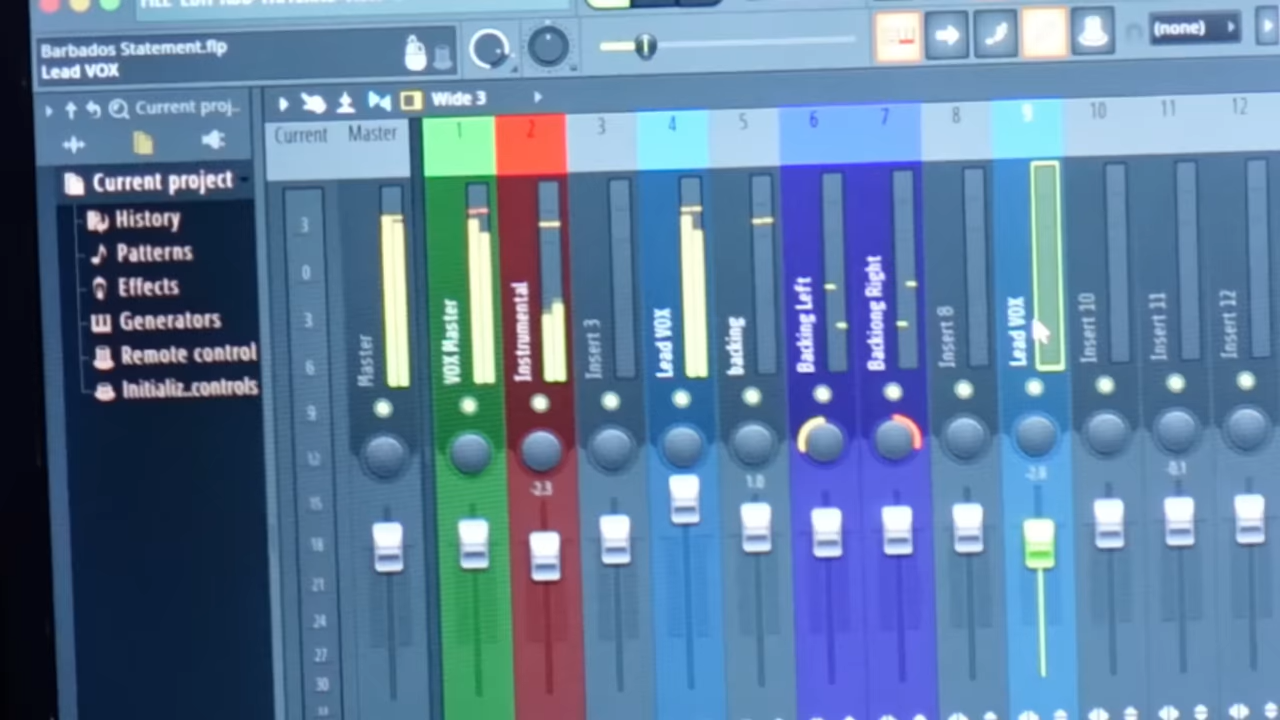 Barbados Statement.flp
Lead VOX
(none)
Current proj..
Wide 3
Current project
History
Patterns
Effects
Generators
Remote control
Initializ..controls
Current
Master
1
2
3
4
5
6
7
8
9
10
11
12
Master
VOX Master
Instrumental
Insert 3
Lead VOX
backing
Backing Left
Backiong Right
Insert 8
Lead VOX
Insert 10
Insert 11
Insert 12
-2.3
1.0
-0.1
3
0
3
6
9
12
15
18
21
24
27
30